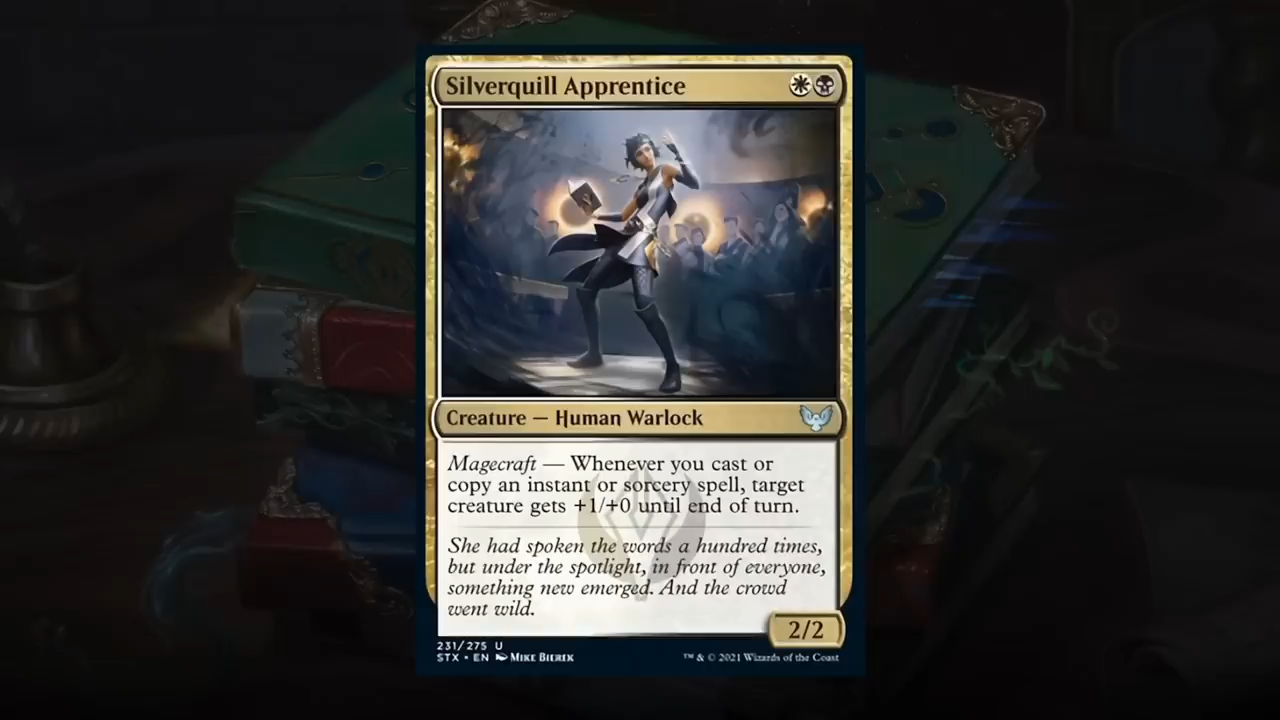 Silverquill Apprentice
Creature — Human Warlock
Magecraft — Whenever you cast or
copy an instant or sorcery spell, target
creature gets +1/+0 until end of turn.
She had spoken the words a hundred times,
but under the spotlight, in front of everyone,
something new emerged. And the crowd
went wild.
2/2
231/275 U
STX • EN Mike Bierek
™ & © 2021 Wizards of the Coast